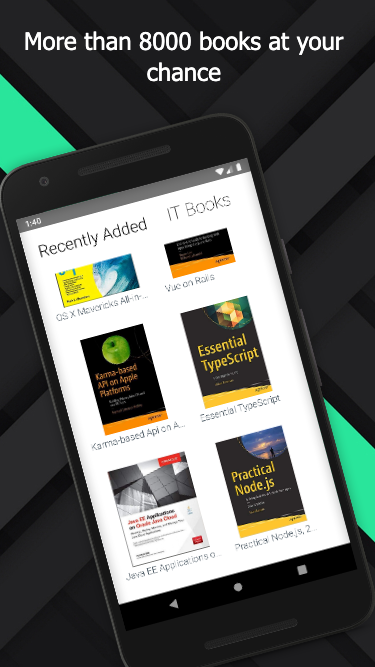 More than 8000 books at your
chance
1:40
Recently Added
IT Books
OS X Mavericks All-in-...
Vue on Rails
Karma-based
API on Apple
Platforms
Karma-based Api on A...
Essential
TypeScript
Essential TypeScript
Java EE Applications
on Oracle Java Cloud
Java EE Applications o...
Practical
Node.js
Practical Node.js, 2...